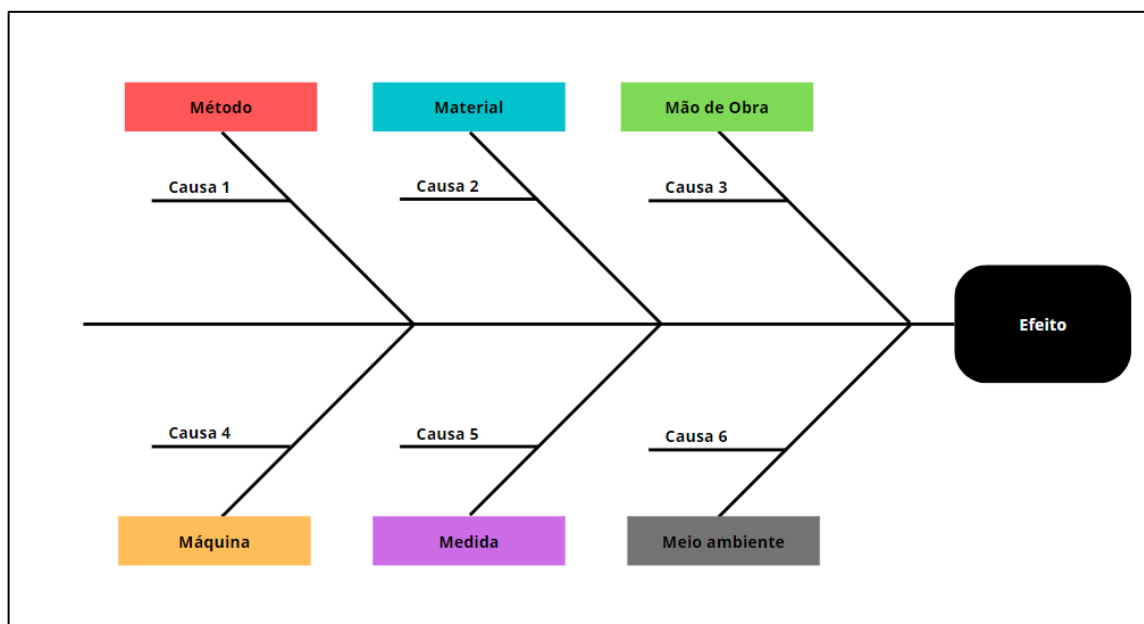 Método
Material
Mão de Obra
Causa 1
Causa 2
Causa 3
Efeito
Causa 4
Causa 5
Causa 6
Máquina
Medida
Meio ambiente